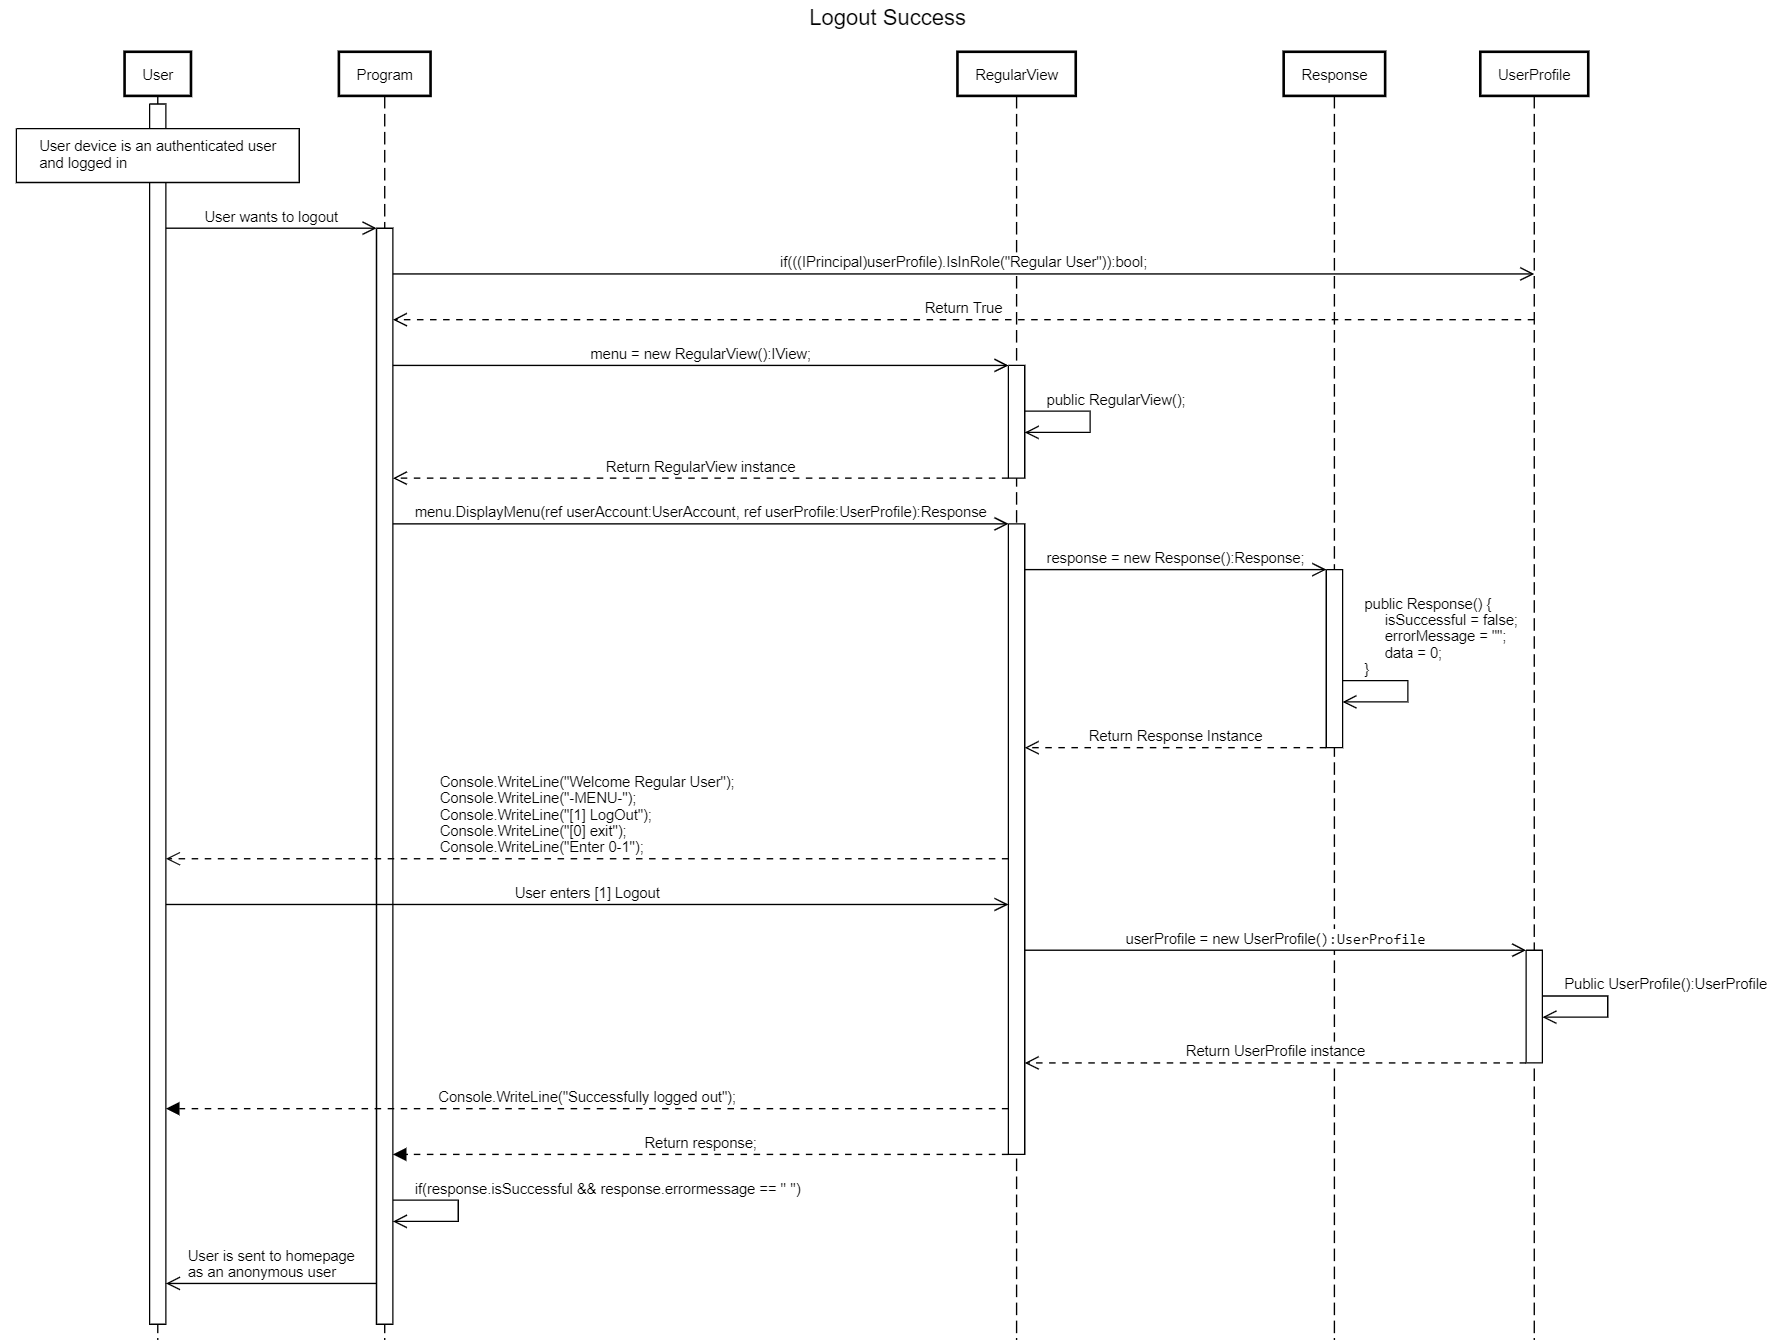 Logout Success
User
Program
RegularView
Response
UserProfile
User device is an authenticated user
and logged in
User wants to logout
if(((IPrincipal)userProfile).IsInRole("Regular User")):bool;
Return True
menu = new RegularView():IView;
public RegularView();
Return RegularView instance
menu.DisplayMenu(ref userAccount:UserAccount, ref userProfile:UserProfile):Response
response = new Response():Response;
public Response() {
isSuccessful = false;
errorMessage = "";
data = 0;
}
Return Response Instance
Console.WriteLine("Welcome Regular User");
Console.WriteLine("-MENU-");
Console.WriteLine("[1] LogOut");
Console.WriteLine("[0] exit");
Console.WriteLine("Enter 0-1");
User enters [1] Logout
userProfile = new UserProfile():UserProfile
Public UserProfile():UserProfile
Return UserProfile instance
Console.WriteLine("Successfully logged out");
Return response;
if(response.isSuccessful && response.errormessage == " ")
User is sent to homepage
as an anonymous user